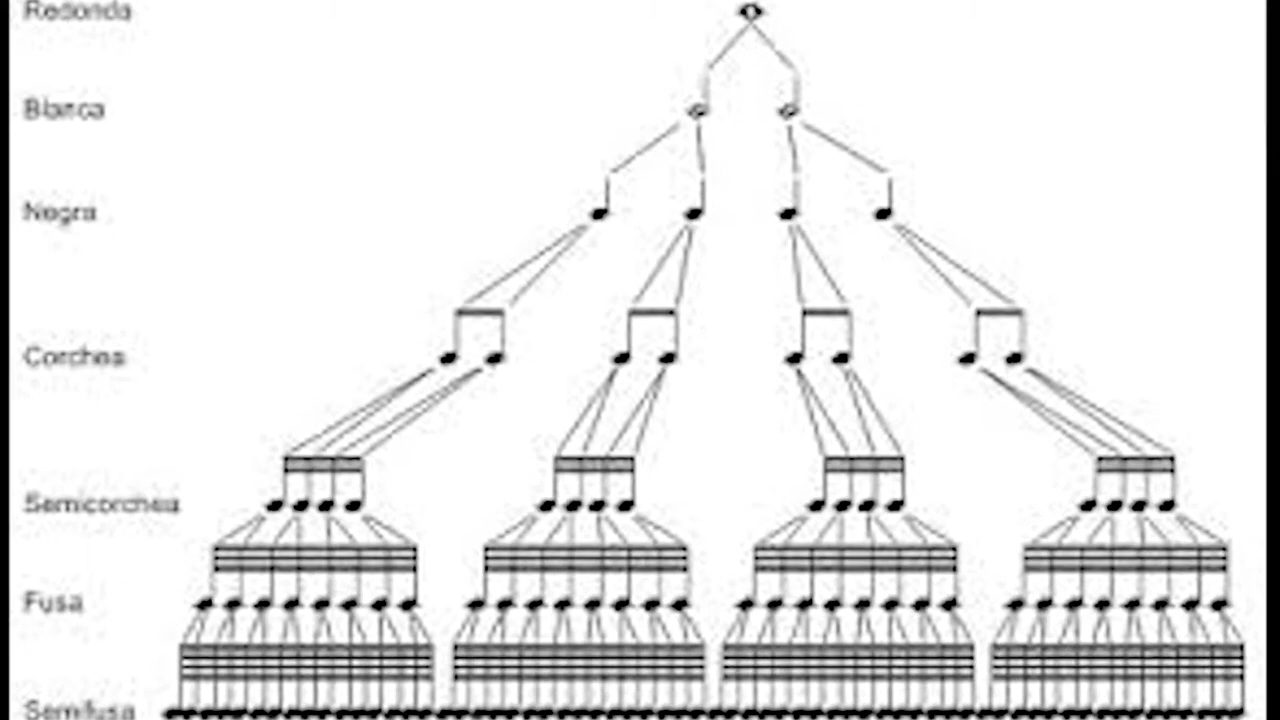 Redonda
Blanca
Negra
Corchea
Semicorchea
Fusa
Semifusa